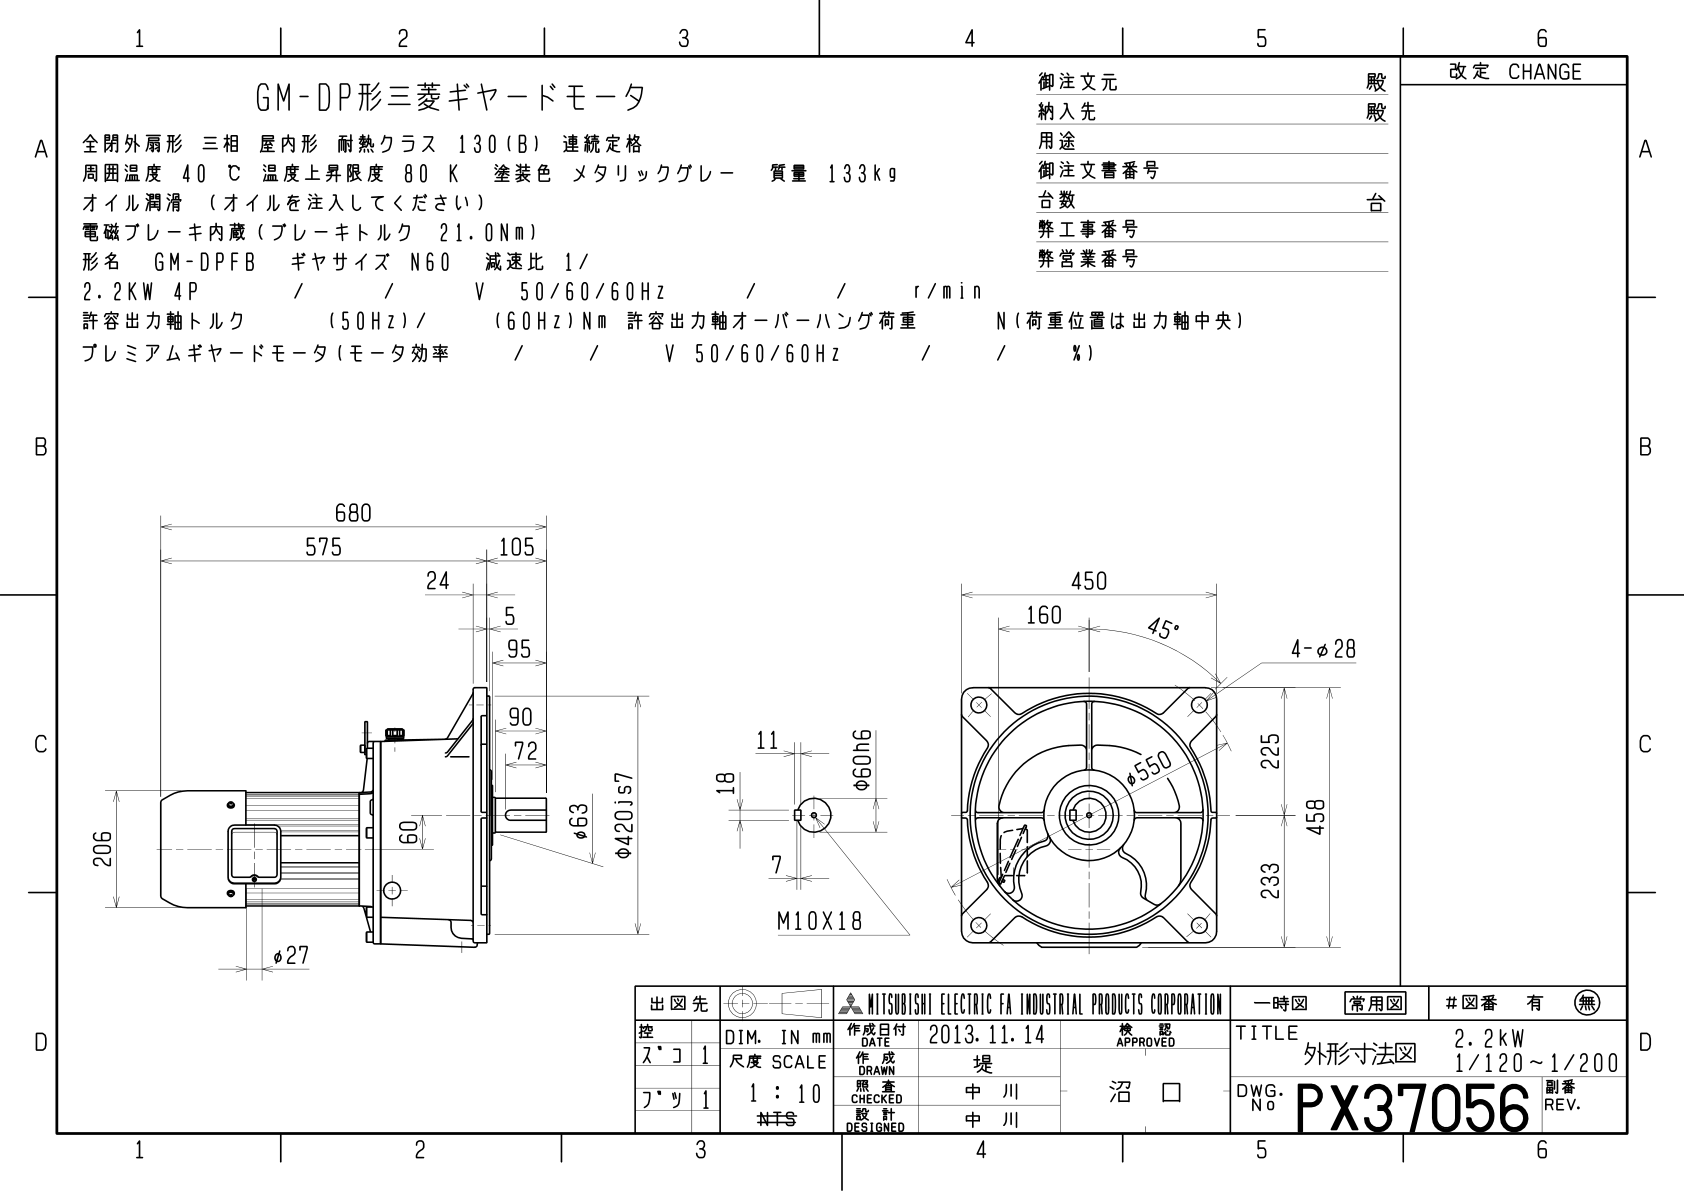 1 2 3 4 5 6
改定 CHANGE
GM-DP形三菱ギヤードモータ
全閉外扇形 三相 屋内形 耐熱クラス 130(B) 連続定格
周囲温度 40 ℃ 温度上昇限度 80 K 塗装色 メタリックグレー 質量 133kg
オイル潤滑 (オイルを注入してください)
電磁ブレーキ内蔵(ブレーキトルク 21.0Nm)
形名 GM-DPFB ギヤサイズ N60 減速比 1/
2.2KW 4P / / V 50/60/60Hz / / r/min
許容出力軸トルク (50Hz)/ (60Hz)Nm 許容出力軸オーバーハング荷重 N(荷重位置は出力軸中央)
プレミアムギヤードモータ(モータ効率 / / V 50/60/60Hz / / %)
御注文元 殿
納入先 殿
用途
御注文書番号
台数 台
弊工事番号
弊営業番号
A A
B B
C C
D D
680
575 105
24
5
95
90
72
60
206
φ27
φ63
Φ420js7
11
18
7
Φ60h6
M10X18
450
160
45°
4-φ28
φ550
225
458
233
出図先
控
ズコ 1
ブツ 1
DIM. IN mm
尺度 SCALE
1 : 10
NTS
MITSUBISHI ELECTRIC FA INDUSTRIAL PRODUCTS CORPORATION
作成日付 DATE 2013.11.14
作成 DRAWN 堤
照査 CHECKED 中川
設計 DESIGNED 中川
検認 APPROVED
沼口
一時図 常用図 #図番 有 無
TITLE 外形寸法図
2.2kW
1/120~1/200
DWG. No PX37056
副番 REV.
1 2 3 4 5 6